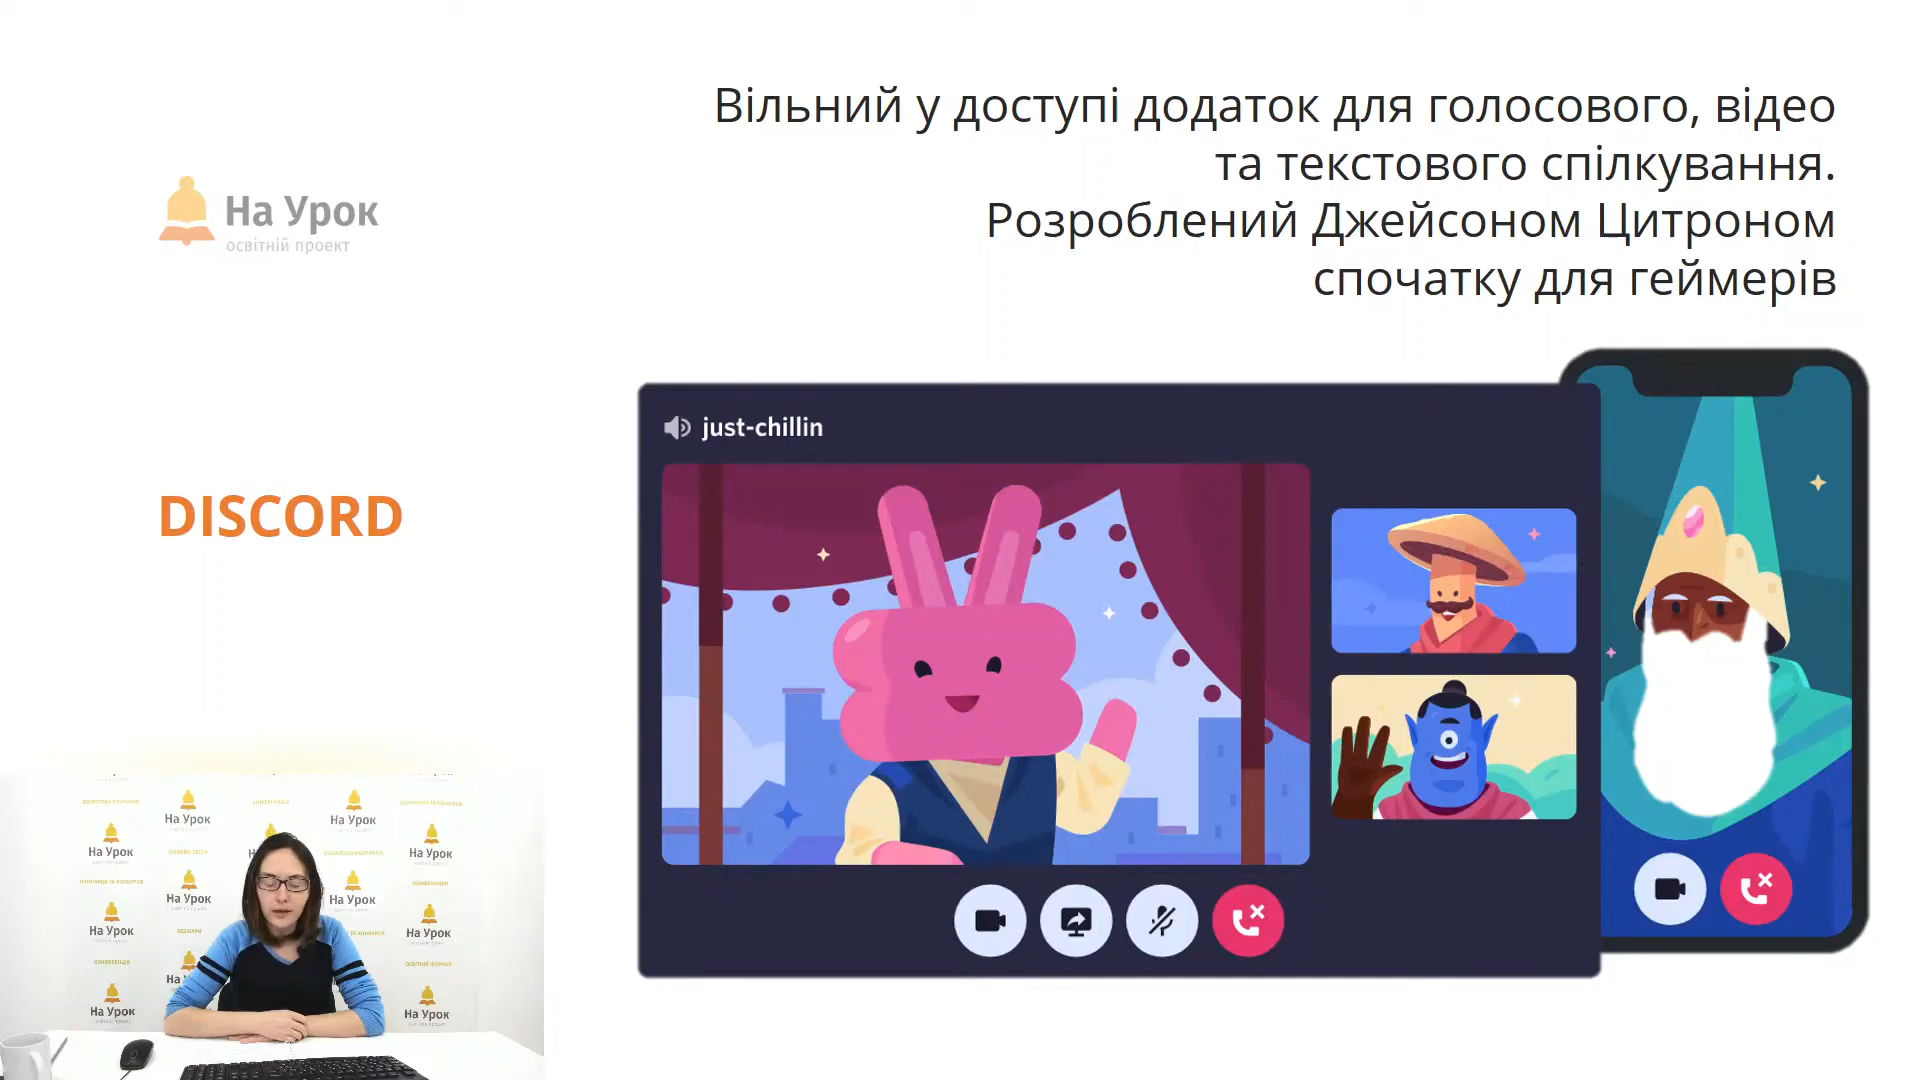 Вільний у доступі додаток для голосового, відео
та текстового спілкування.
Розроблений Джейсоном Цитроном
спочатку для геймерів
На Урок
освітній проект
DISCORD
just-chillin
На Урок
На Урок
На Урок
На Урок
На Урок
На Урок
На Урок
На Урок
На Урок
На Урок